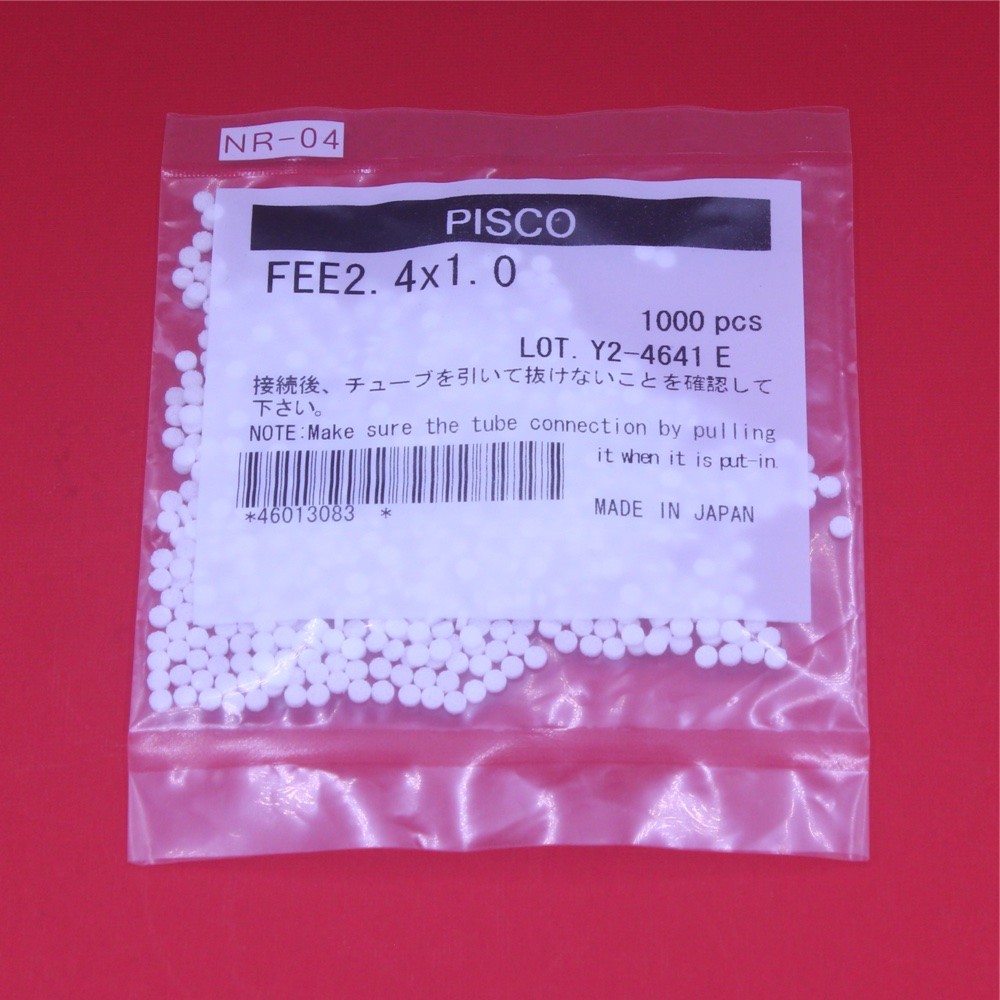 NR-04
PISCO
FEE2. 4x1. 0
1000 pcs
LOT. Y2-4641 E
接続後、チューブを引いて抜けないことを確認して
下さい。
NOTE:Make sure the tube connection by pulling
it when it is put-in.
*46013083 *
MADE IN JAPAN